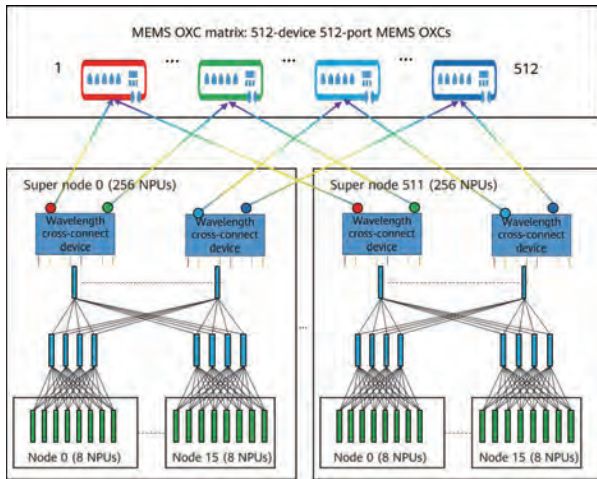 MEMS OXC matrix: 512-device 512-port MEMS OXCs
1 ... ... ... 512
Super node 0 (256 NPUs)
Wavelength
cross-connect
device
Wavelength
cross-connect
device
Node 0 (8 NPUs)
Node 15 (8 NPUs)
...
Super node 511 (256 NPUs)
Wavelength
cross-connect
device
Wavelength
cross-connect
device
Node 0 (8 NPUs)
Node 15 (8 NPUs)